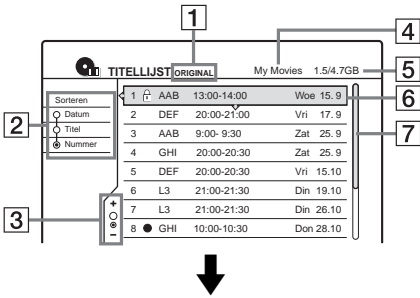 1
4
TITELLIJST ORIGINAL My Movies 1.5/4.7GB 5
Sorteren
Datum
Titel
Nummer
2
3
+
−
1 AAB 13:00-14:00 Woe 15. 9
2 DEF 20:00-21:00 Vri 17. 9
3 AAB 9:00- 9:30 Zat 25. 9
4 GHI 20:00-20:30 Zat 25. 9
5 DEF 20:00-20:30 Vri 15.10
6 L3 21:00-21:30 Din 19.10
7 L3 21:00-21:30 Din 26.10
8 GHI 10:00-10:30 Don 28.10
6
7